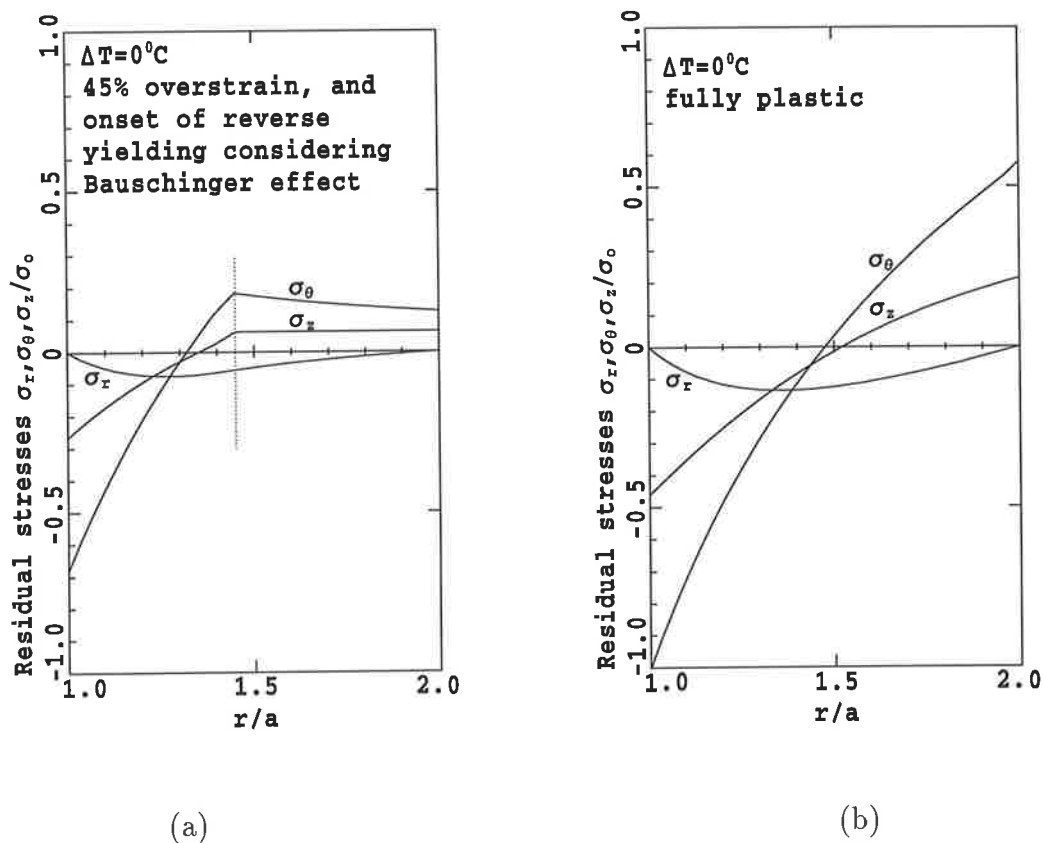 Residual stresses σr,σθ,σz/σo
1.0
0.5
0
-0.5
-1.0
ΔT=0⁰C
45% overstrain, and
onset of reverse
yielding considering
Bauschinger effect
σθ
σz
σr
1.0
1.5
2.0
r/a
(a)
Residual stresses σr,σθ,σz/σo
1.0
0.5
0
-0.5
-1.0
ΔT=0⁰C
fully plastic
σθ
σz
σr
1.0
1.5
2.0
r/a
(b)